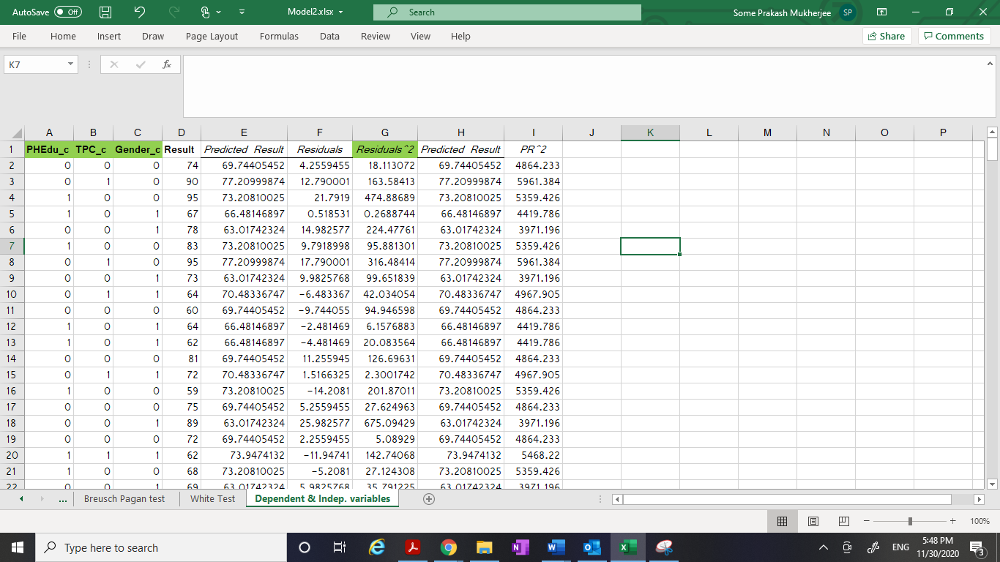 AutoSave Off Model2.xlsx Search Some Prakash Mukherjee SP
File Home Insert Draw Page Layout Formulas Data Review View Help Share Comments
K7 fx
A B C D E F G H I J K L M N O P
1 PHEdu_c TPC_c Gender_c Result Predicted Result Residuals Residuals^2 Predicted Result PR^2
2 0 0 0 74 69.74405452 4.2559455 18.113072 69.74405452 4864.233
3 0 1 0 90 77.20999874 12.790001 163.58413 77.20999874 5961.384
4 1 0 0 95 73.20810025 21.7919 474.88689 73.20810025 5359.426
5 1 0 1 67 66.48146897 0.518531 0.2688744 66.48146897 4419.786
6 0 0 1 78 63.01742324 14.982577 224.47761 63.01742324 3971.196
7 1 0 0 83 73.20810025 9.7918998 95.881301 73.20810025 5359.426
8 0 1 0 95 77.20999874 17.790001 316.48414 77.20999874 5961.384
9 0 0 1 73 63.01742324 9.9825768 99.651839 63.01742324 3971.196
10 0 1 1 64 70.48336747 -6.483367 42.034054 70.48336747 4967.905
11 0 0 0 60 69.74405452 -9.744055 94.946598 69.74405452 4864.233
12 1 0 1 64 66.48146897 -2.481469 6.1576883 66.48146897 4419.786
13 1 0 1 62 66.48146897 -4.481469 20.083564 66.48146897 4419.786
14 0 0 0 81 69.74405452 11.255945 126.69631 69.74405452 4864.233
15 0 1 1 72 70.48336747 1.5166325 2.3001742 70.48336747 4967.905
16 1 0 0 59 73.20810025 -14.2081 201.87011 73.20810025 5359.426
17 0 0 0 75 69.74405452 5.2559455 27.624963 69.74405452 4864.233
18 0 0 1 89 63.01742324 25.982577 675.09429 63.01742324 3971.196
19 0 0 0 72 69.74405452 2.2559455 5.08929 69.74405452 4864.233
20 1 1 1 62 73.9474132 -11.94741 142.74068 73.9474132 5468.22
21 1 0 0 68 73.20810025 -5.2081 27.124308 73.20810025 5359.426
22 0 0 1 69 63.01742324 5.9825768 35.791225 63.01742324 3971.196
... Breusch Pagan test White Test Dependent & Indep. variables
100%
Type here to search ENG 5:48 PM
11/30/2020 3